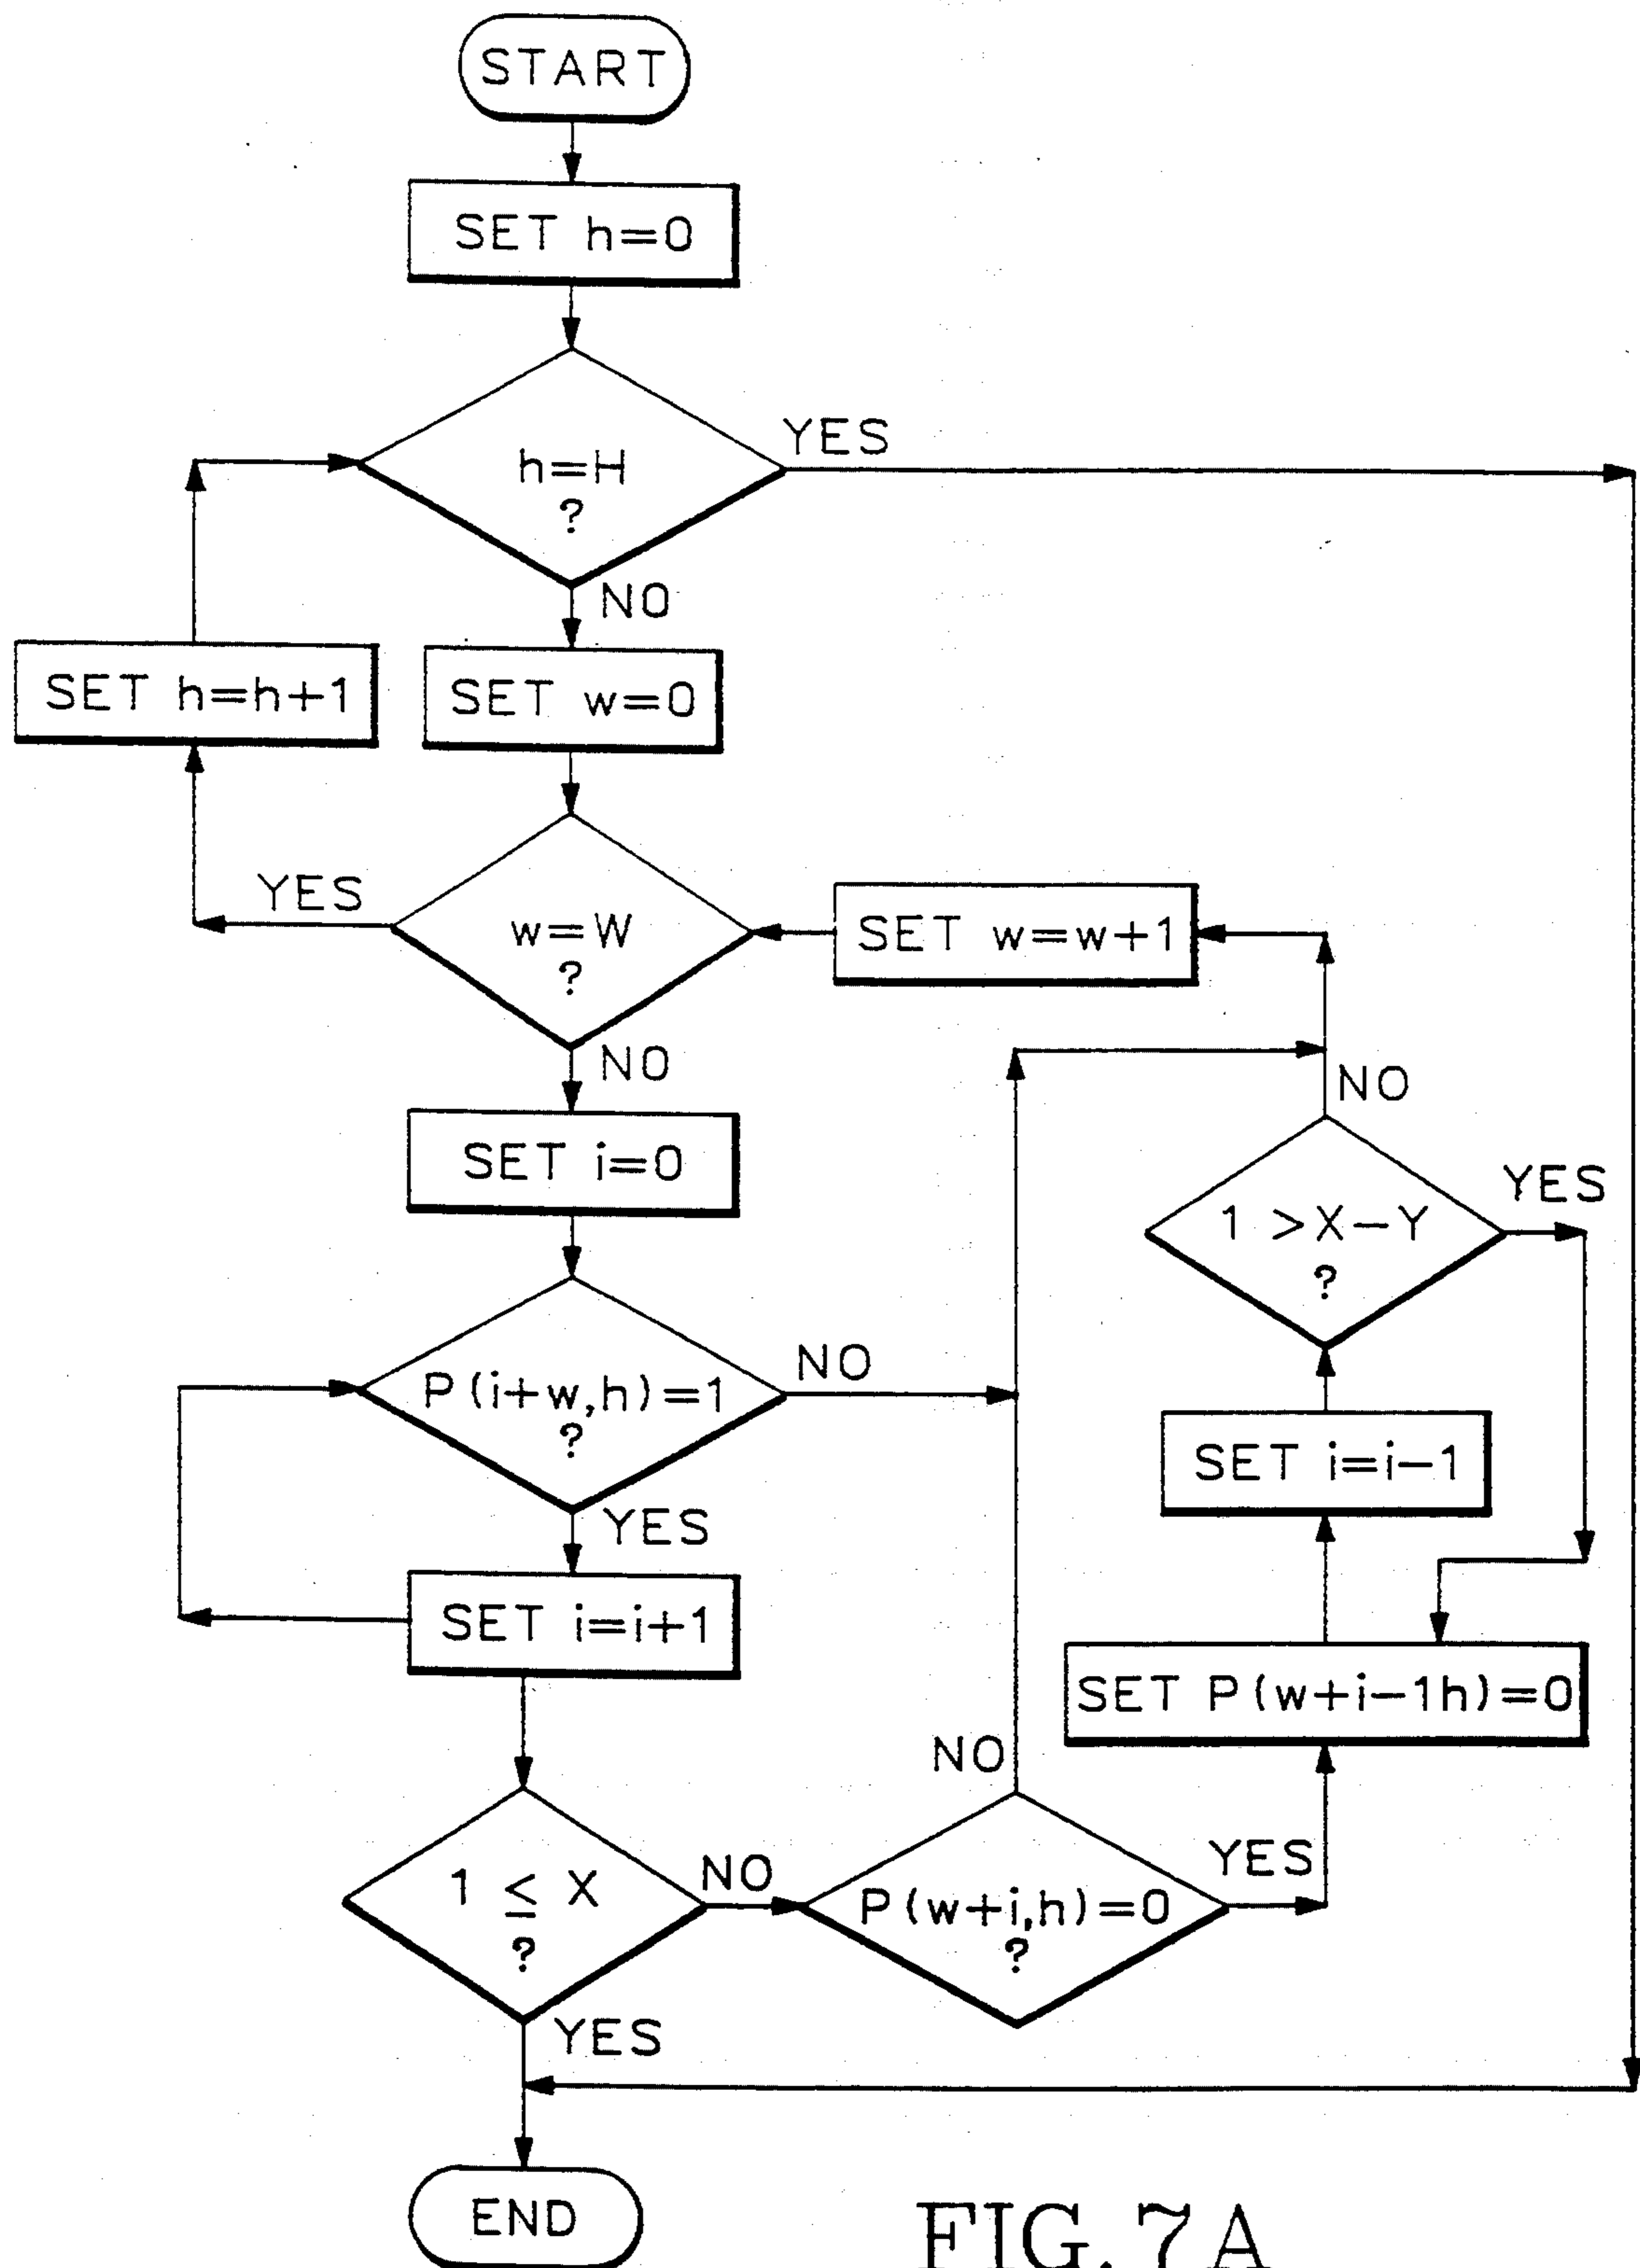 START
SET h=0
h=H
?
YES
NO
SET h=h+1
SET w=0
YES
w=W
?
SET w=w+1
NO
NO
SET i=0
1 >X-Y
?
YES
P(i+w,h)=1
?
NO
SET i=i-1
YES
SET i=i+1
SET P(w+i-1h)=0
NO
1 ≤ X
?
NO
P(w+i,h)=0
?
YES
YES
END
FIG. 7A